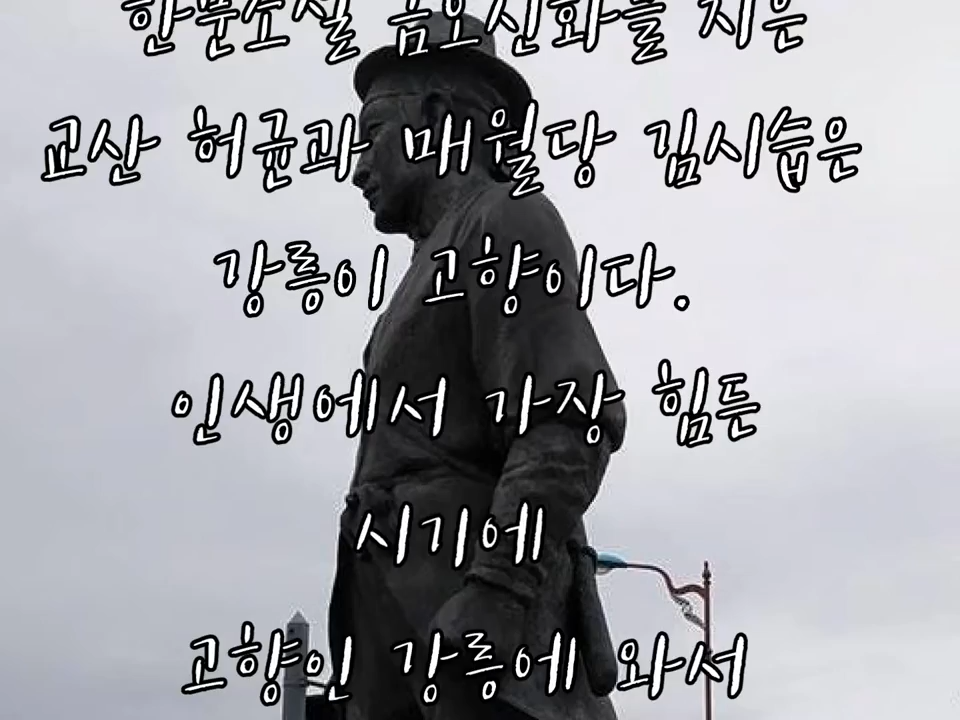 한문소설 금오신화를 지은
교산 허균과 매월당 김시습은
강릉이 고향이다.
인생에서 가장 힘든
시기에
고향인 강릉에 와서